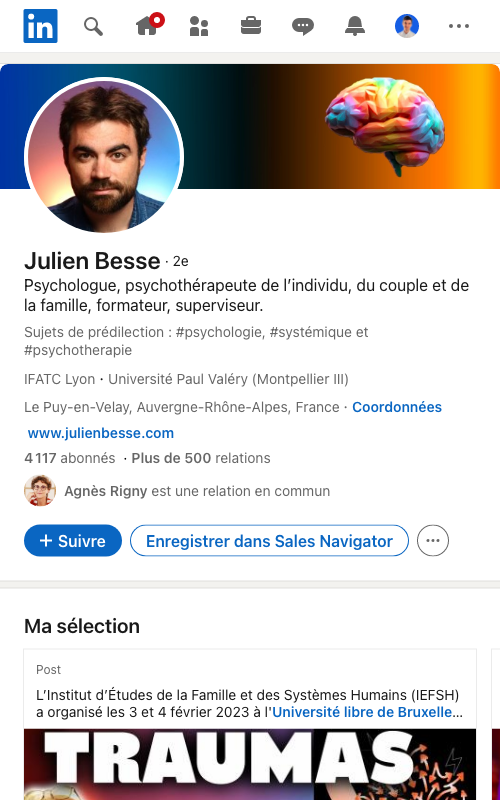 in
Julien Besse · 2e
Psychologue, psychothérapeute de l’individu, du couple et de
la famille, formateur, superviseur.
Sujets de prédilection : #psychologie, #systémique et
#psychotherapie
IFATC Lyon · Université Paul Valéry (Montpellier III)
Le Puy-en-Velay, Auvergne-Rhône-Alpes, France · Coordonnées
www.julienbesse.com
4 117 abonnés · Plus de 500 relations
Agnès Rigny est une relation en commun
+ Suivre
Enregistrer dans Sales Navigator
Ma sélection
Post
L’Institut d’Études de la Famille et des Systèmes Humains (IEFSH)
a organisé les 3 et 4 février 2023 à l'Université libre de Bruxelle...
TRAUMAS